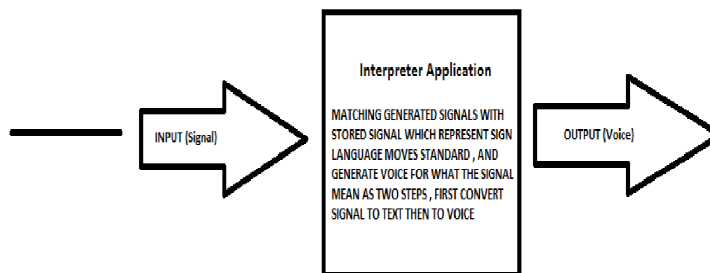 INPUT (Signal)
Interpreter Application
MATCHING GENERATED SIGNALS WITH
STORED SIGNAL WHICH REPRESENT SIGN
LANGUAGE MOVES STANDARD , AND
GENERATE VOICE FOR WHAT THE SIGNAL
MEAN AS TWO STEPS , FIRST CONVERT
SIGNAL TO TEXT THEN TO VOICE
OUTPUT (Voice)